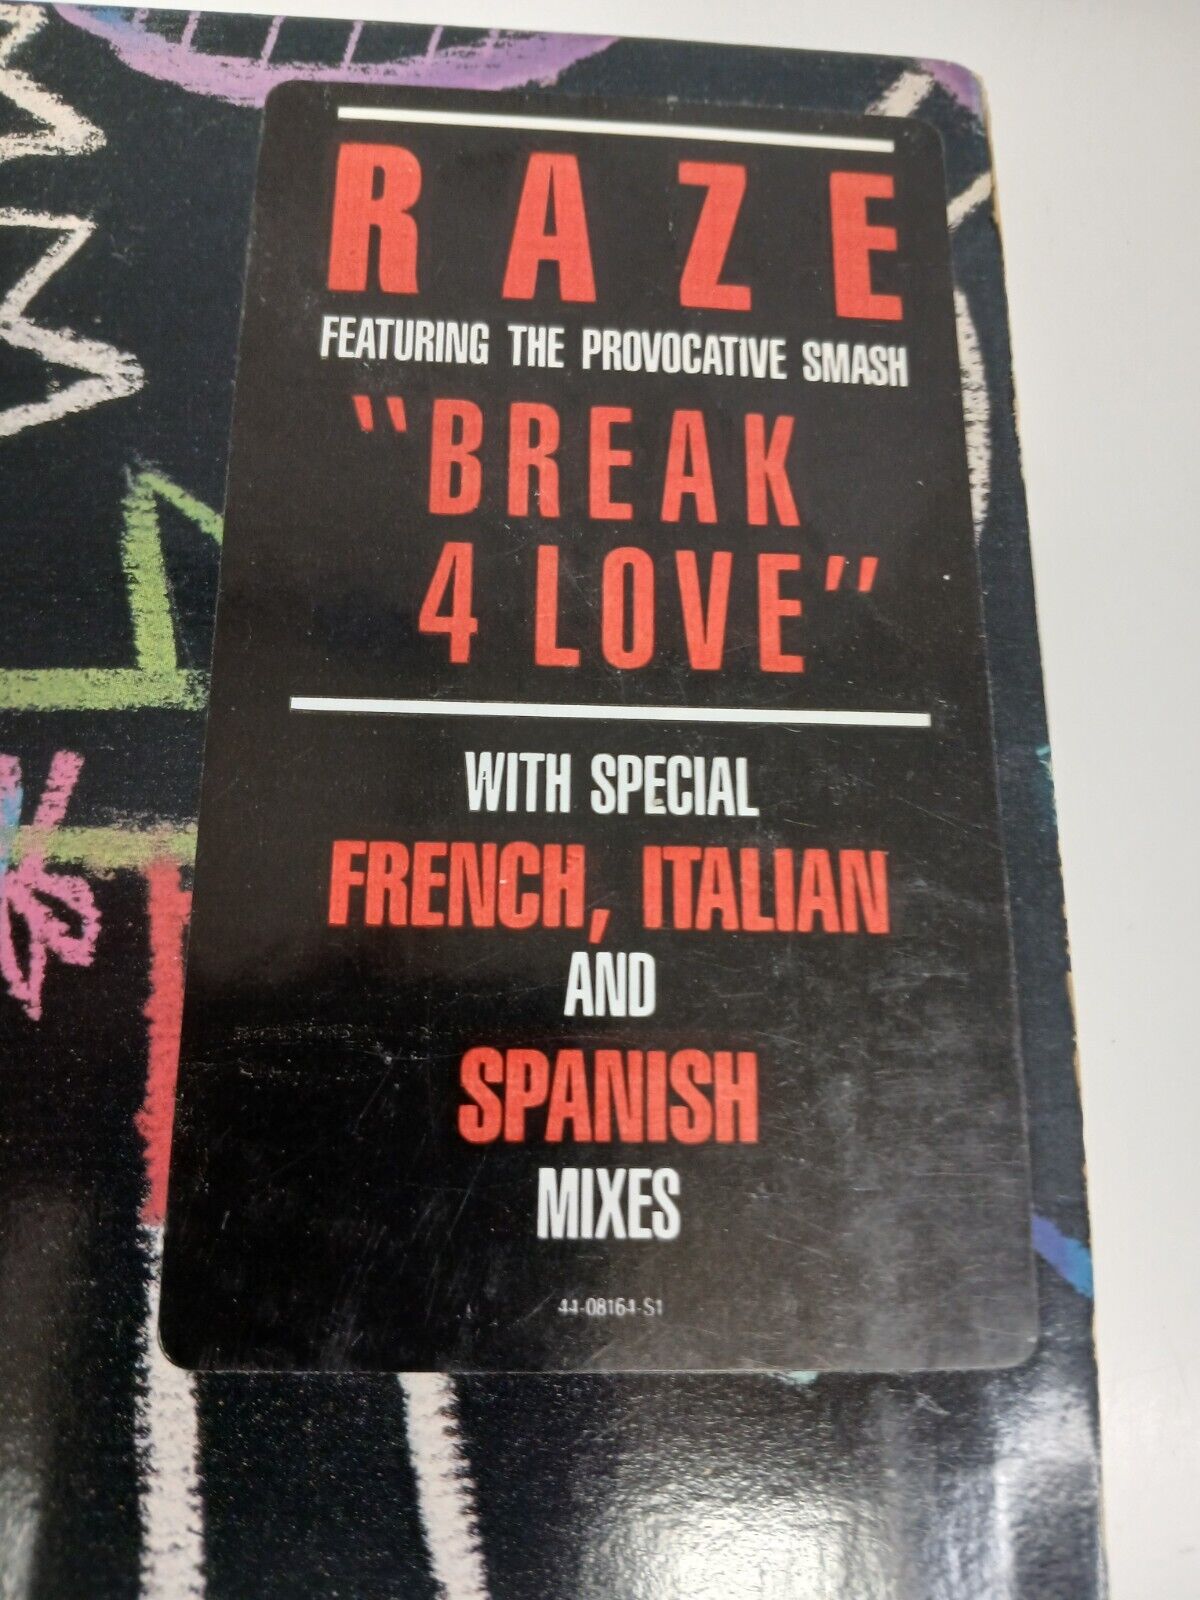 RAZE
FEATURING THE PROVOCATIVE SMASH
"BREAK
4 LOVE"
WITH SPECIAL
FRENCH, ITALIAN
AND
SPANISH
MIXES
44-08164-S1